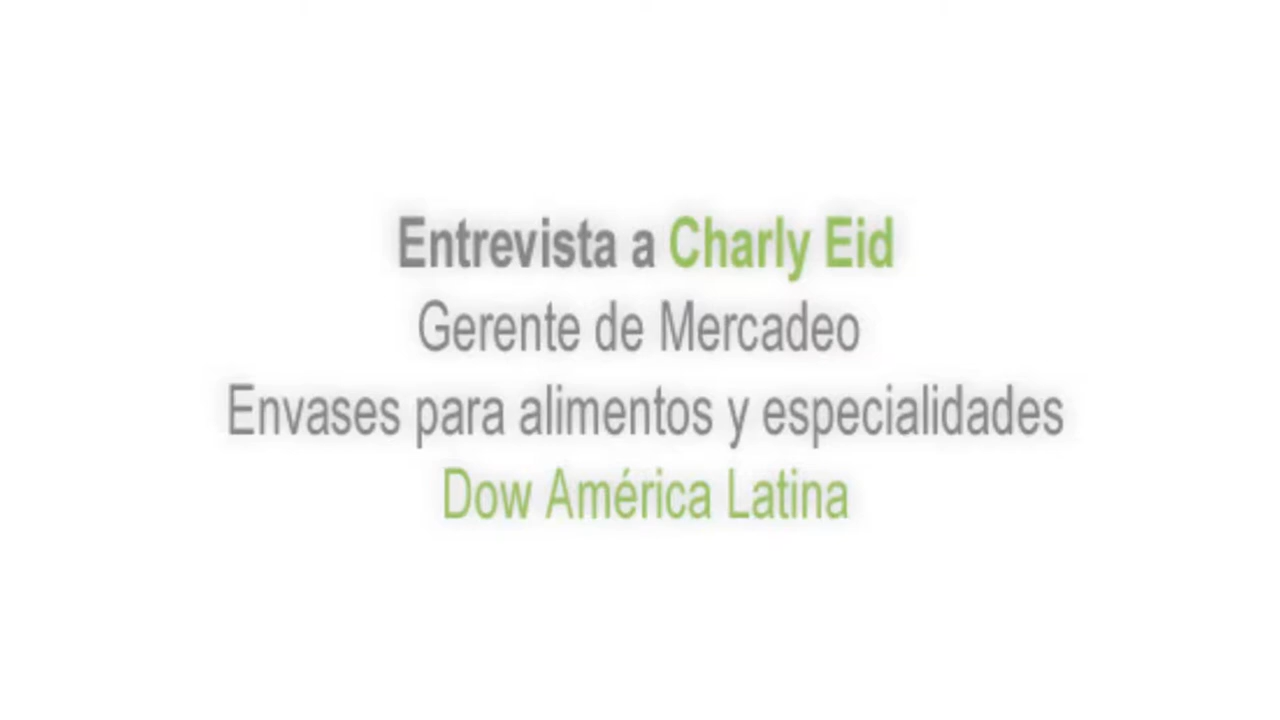 Entrevista a Charly Eid
Gerente de Mercadeo
Envases para alimentos y especialidades
Dow América Latina